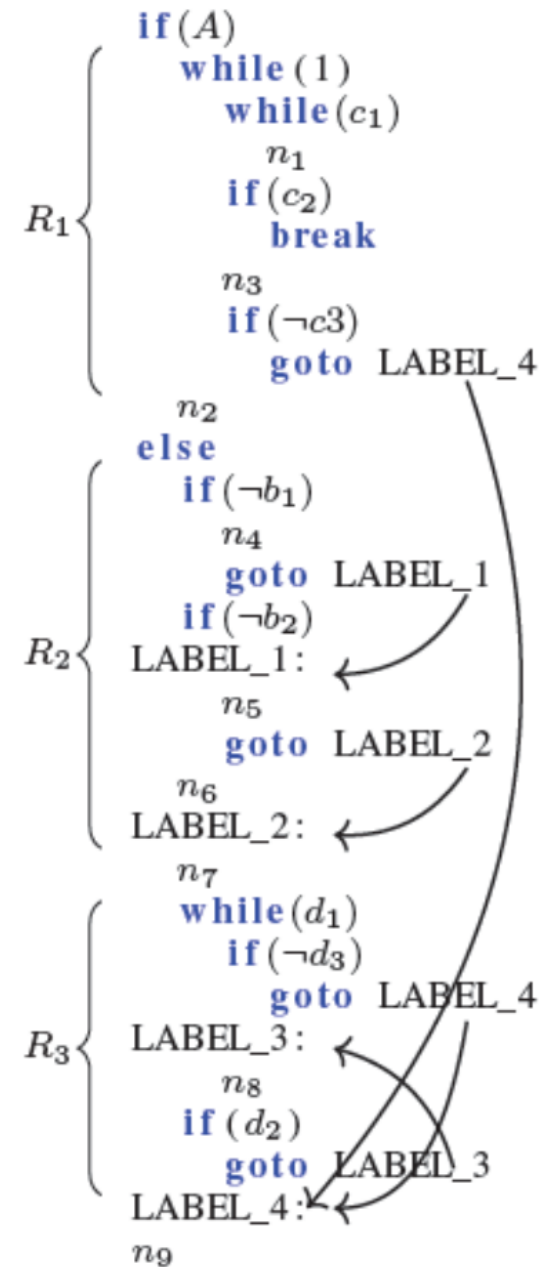 if(A)
while(1)
while(c₁)
n₁
if(c₂)
R₁
break
n₃
if(¬c3)
goto LABEL_4
n₂
else
if(¬b₁)
n₄
goto LABEL_1
if(¬b₂)
R₂
LABEL_1:
n₅
goto LABEL_2
n₆
LABEL_2:
n₇
while(d₁)
if(¬d₃)
goto LABEL_4
R₃
LABEL_3:
n₈
if(d₂)
goto LABEL_3
LABEL_4:
n₉